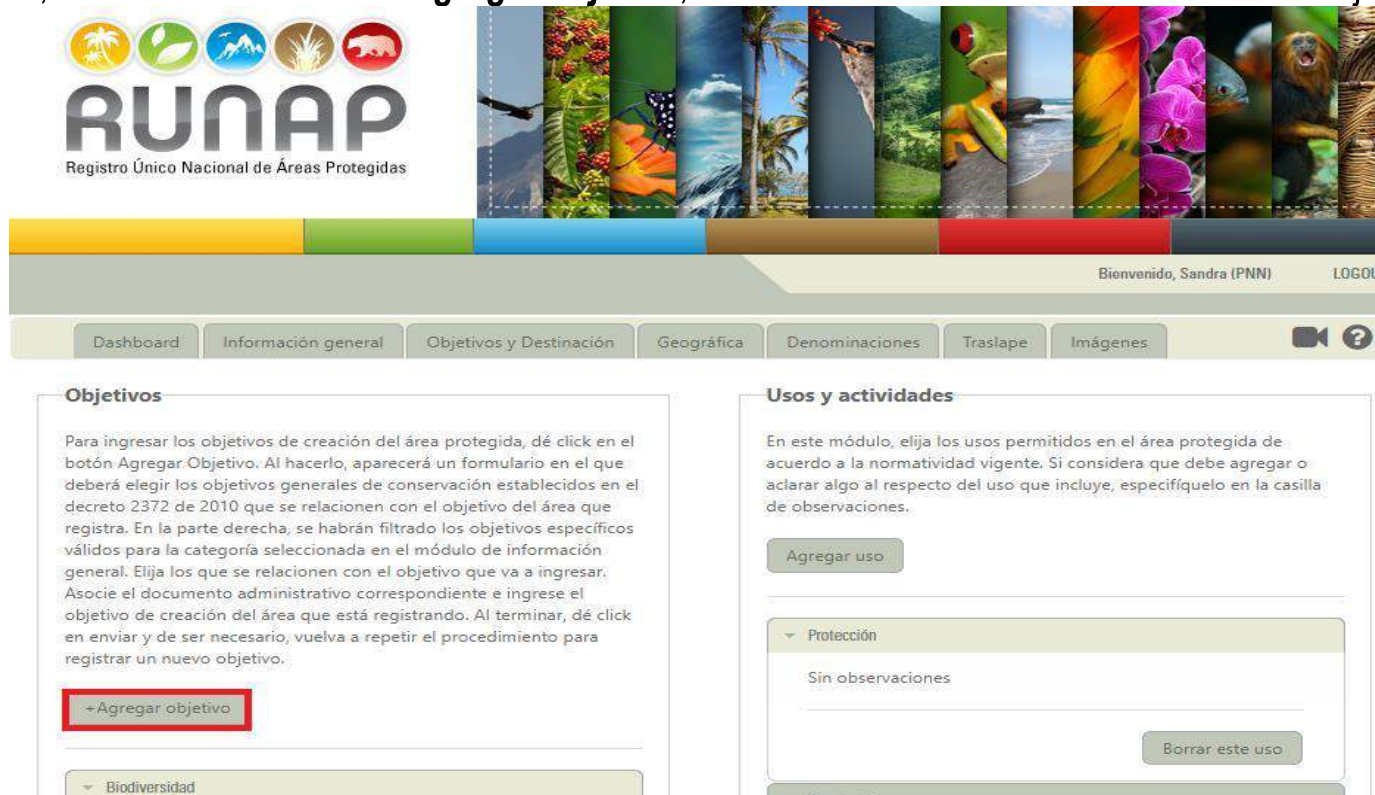 RUNAP
Registro Único Nacional de Áreas Protegidas
Bienvenido, Sandra (PNN) LOGOU
Dashboard Información general Objetivos y Destinación Geográfica Denominaciones Traslape Imágenes
Objetivos
Para ingresar los objetivos de creación del área protegida, dé click en el
botón Agregar Objetivo. Al hacerlo, aparecerá un formulario en el que
deberá elegir los objetivos generales de conservación establecidos en el
decreto 2372 de 2010 que se relacionen con el objetivo del área que
registra. En la parte derecha, se habrán filtrado los objetivos específicos
válidos para la categoría seleccionada en el módulo de información
general. Elija los que se relacionen con el objetivo que va a ingresar.
Asocie el documento administrativo correspondiente e ingrese el
objetivo de creación del área que está registrando. Al terminar, dé click
en enviar y de ser necesario, vuelva a repetir el procedimiento para
registrar un nuevo objetivo.
+Agregar objetivo
Biodiversidad
Usos y actividades
En este módulo, elija los usos permitidos en el área protegida de
acuerdo a la normatividad vigente. Si considera que debe agregar o
aclarar algo al respecto del uso que incluye, especifíquelo en la casilla
de observaciones.
Agregar uso
Protección
Sin observaciones
Borrar este uso